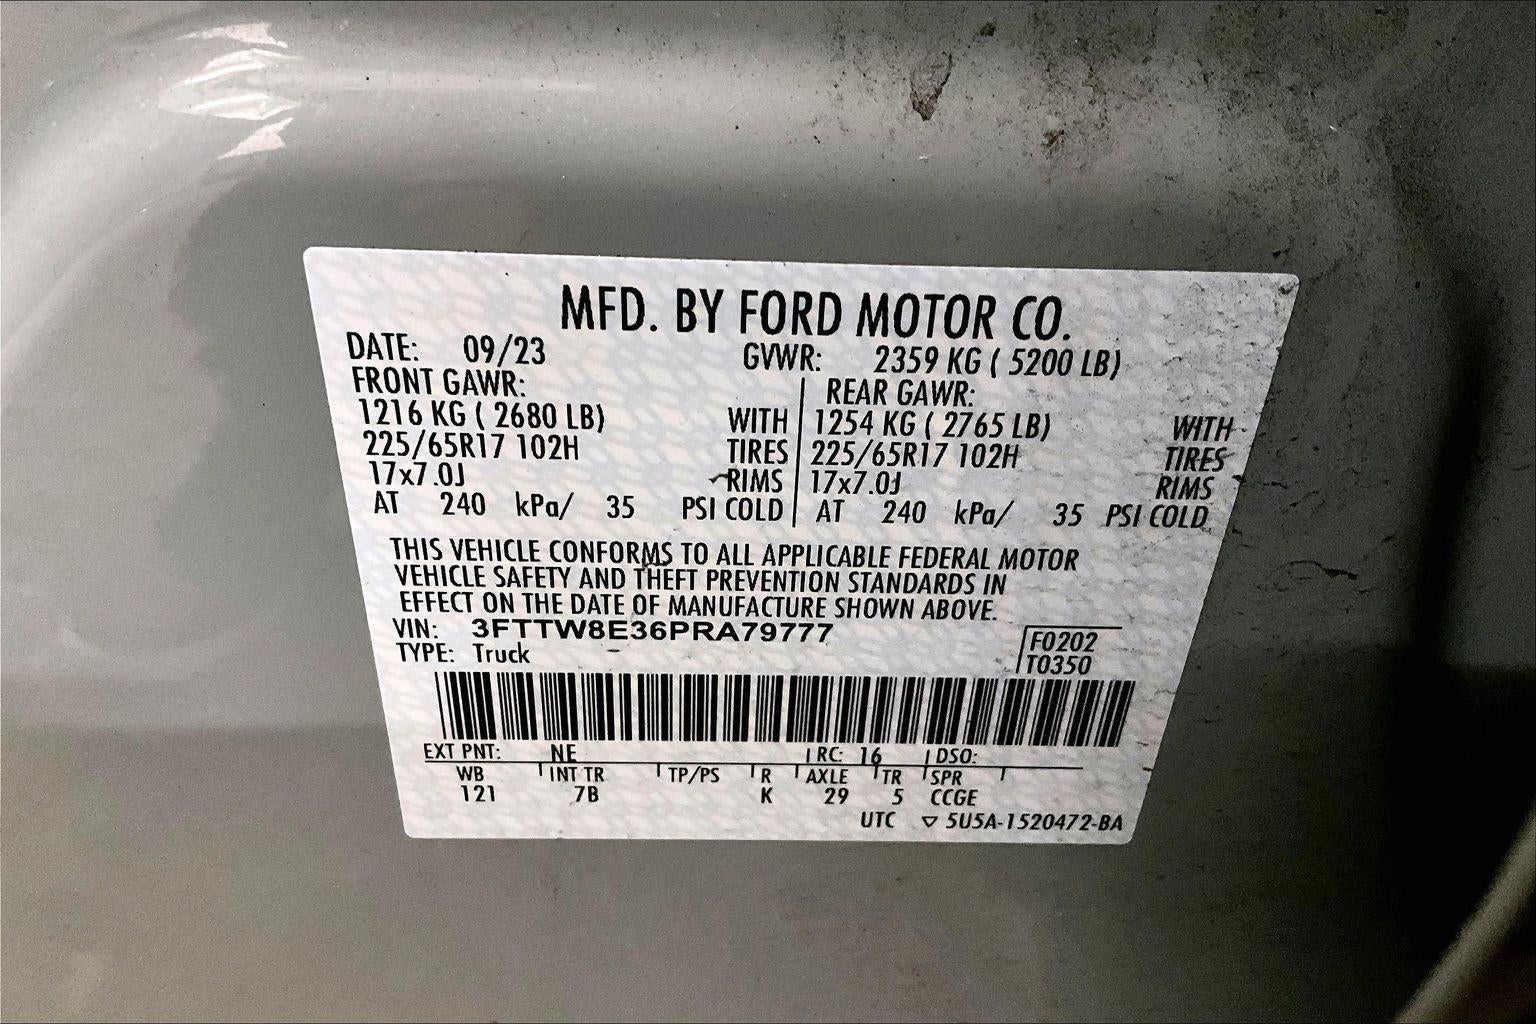 MFD. BY FORD MOTOR CO.
DATE: 09/23 GVWR: 2359 KG ( 5200 LB)
FRONT GAWR: REAR GAWR:
1216 KG ( 2680 LB) WITH 1254 KG ( 2765 LB) WITH
225/65R17 102H TIRES 225/65R17 102H TIRES
17x7.0J RIMS 17x7.0J RIMS
AT 240 kPa/ 35 PSI COLD AT 240 kPa/ 35 PSI COLD
THIS VEHICLE CONFORMS TO ALL APPLICABLE FEDERAL MOTOR
VEHICLE SAFETY AND THEFT PREVENTION STANDARDS IN
EFFECT ON THE DATE OF MANUFACTURE SHOWN ABOVE.
VIN: 3FTTW8E36PRA79777 F0202
TYPE: Truck T0350
EXT PNT: NE RC: 16 DSO:
WB INT TR TP/PS R AXLE TR SPR
121 7B K 29 5 CCGE
UTC ▽ 5U5A-1520472-BA